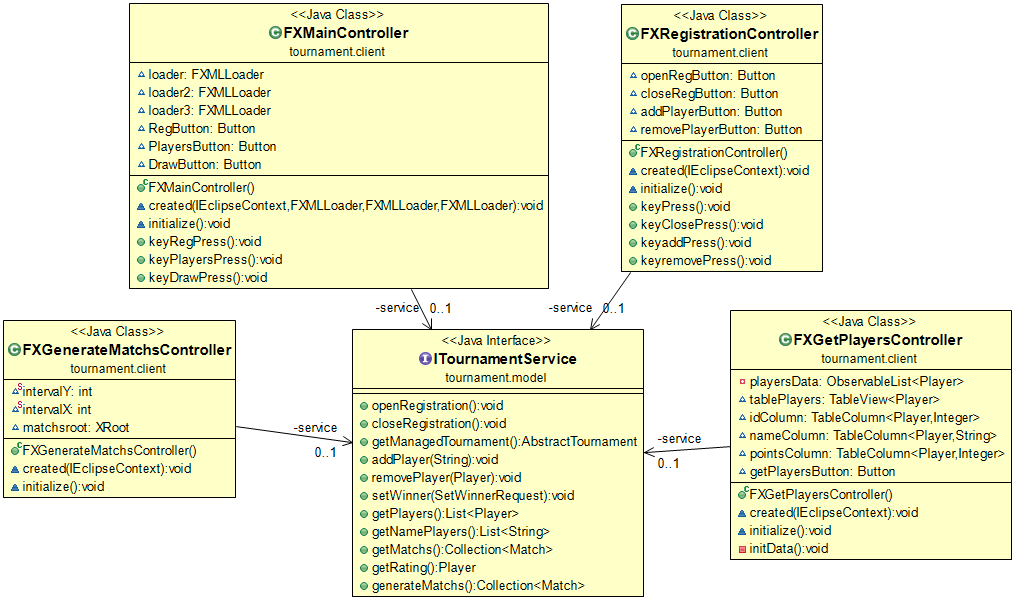 <<Java Class>>
FXMainController
tournament.client
loader: FXMLLoader
loader2: FXMLLoader
loader3: FXMLLoader
RegButton: Button
PlayersButton: Button
DrawButton: Button
FXMainController()
created(IEclipseContext,FXMLLoader,FXMLLoader,FXMLLoader):void
initialize():void
keyRegPress():void
keyPlayersPress():void
keyDrawPress():void
<<Java Class>>
FXRegistrationController
tournament.client
openRegButton: Button
closeRegButton: Button
addPlayerButton: Button
removePlayerButton: Button
FXRegistrationController()
created(IEclipseContext):void
initialize():void
keyPress():void
keyClosePress():void
keyaddPress():void
keyremovePress():void
-service 0..1
-service 0..1
<<Java Class>>
FXGenerateMatchsController
tournament.client
intervalY: int
intervalX: int
matchsroot: XRoot
FXGenerateMatchsController()
created(IEclipseContext):void
initialize():void
-service
0..1
<<Java Interface>>
ITournamentService
tournament.model
openRegistration():void
closeRegistration():void
getManagedTournament():AbstractTournament
addPlayer(String):void
removePlayer(Player):void
setWinner(SetWinnerRequest):void
getPlayers():List<Player>
getNamePlayers():List<String>
getMatchs():Collection<Match>
getRating():Player
generateMatchs():Collection<Match>
-service
0..1
<<Java Class>>
FXGetPlayersController
tournament.client
playersData: ObservableList<Player>
tablePlayers: TableView<Player>
idColumn: TableColumn<Player,Integer>
nameColumn: TableColumn<Player,String>
pointsColumn: TableColumn<Player,Integer>
getPlayersButton: Button
FXGetPlayersController()
created(IEclipseContext):void
initialize():void
initData():void